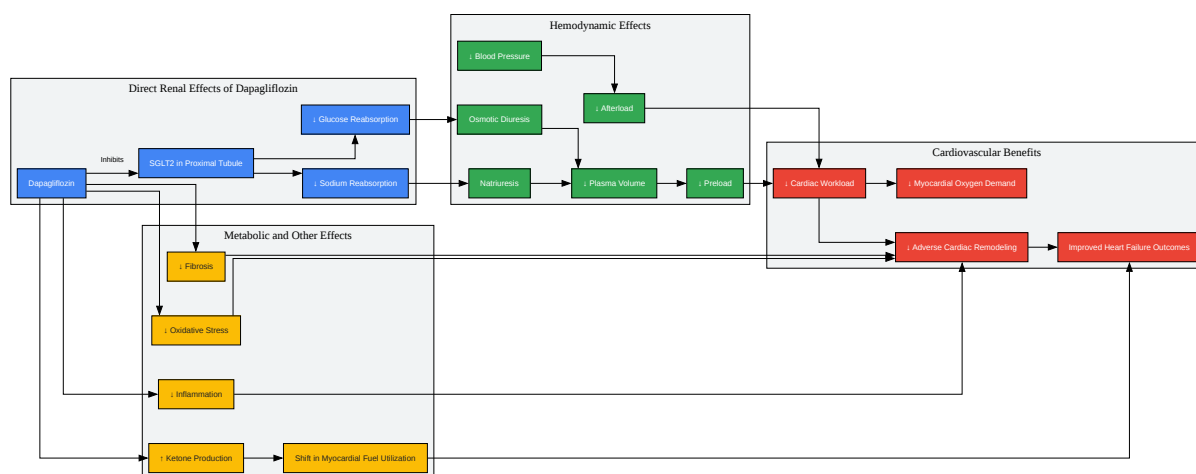 Hemodynamic Effects
↓ Blood Pressure
Direct Renal Effects of Dapagliflozin
↓ Afterload
↓ Glucose Reabsorption
Osmotic Diuresis
Inhibits
SGLT2 in Proximal Tubule
Cardiovascular Benefits
Dapagliflozin
↓ Sodium Reabsorption
Natriuresis
↓ Plasma Volume
↓ Preload
↓ Cardiac Workload
↓ Myocardial Oxygen Demand
Metabolic and Other Effects
↓ Adverse Cardiac Remodeling
Improved Heart Failure Outcomes
↓ Fibrosis
↓ Oxidative Stress
↓ Inflammation
↑ Ketone Production
Shift in Myocardial Fuel Utilization